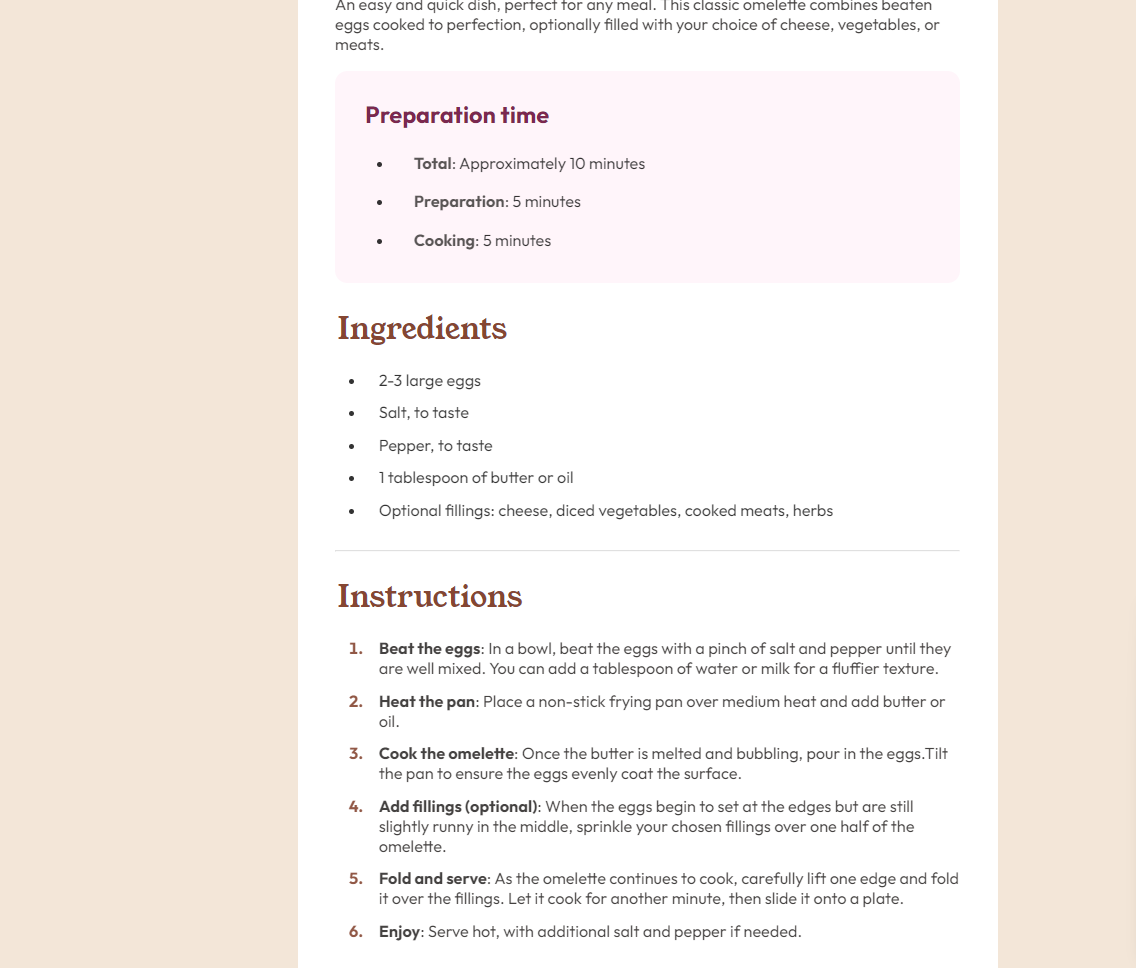 An easy and quick dish, perfect for any meal. This classic omelette combines beaten
eggs cooked to perfection, optionally filled with your choice of cheese, vegetables, or
meats.
Preparation time
• Total: Approximately 10 minutes
• Preparation: 5 minutes
• Cooking: 5 minutes
Ingredients
• 2-3 large eggs
• Salt, to taste
• Pepper, to taste
• 1 tablespoon of butter or oil
• Optional fillings: cheese, diced vegetables, cooked meats, herbs
Instructions
1. Beat the eggs: In a bowl, beat the eggs with a pinch of salt and pepper until they
are well mixed. You can add a tablespoon of water or milk for a fluffier texture.
2. Heat the pan: Place a non-stick frying pan over medium heat and add butter or
oil.
3. Cook the omelette: Once the butter is melted and bubbling, pour in the eggs.Tilt
the pan to ensure the eggs evenly coat the surface.
4. Add fillings (optional): When the eggs begin to set at the edges but are still
slightly runny in the middle, sprinkle your chosen fillings over one half of the
omelette.
5. Fold and serve: As the omelette continues to cook, carefully lift one edge and fold
it over the fillings. Let it cook for another minute, then slide it onto a plate.
6. Enjoy: Serve hot, with additional salt and pepper if needed.